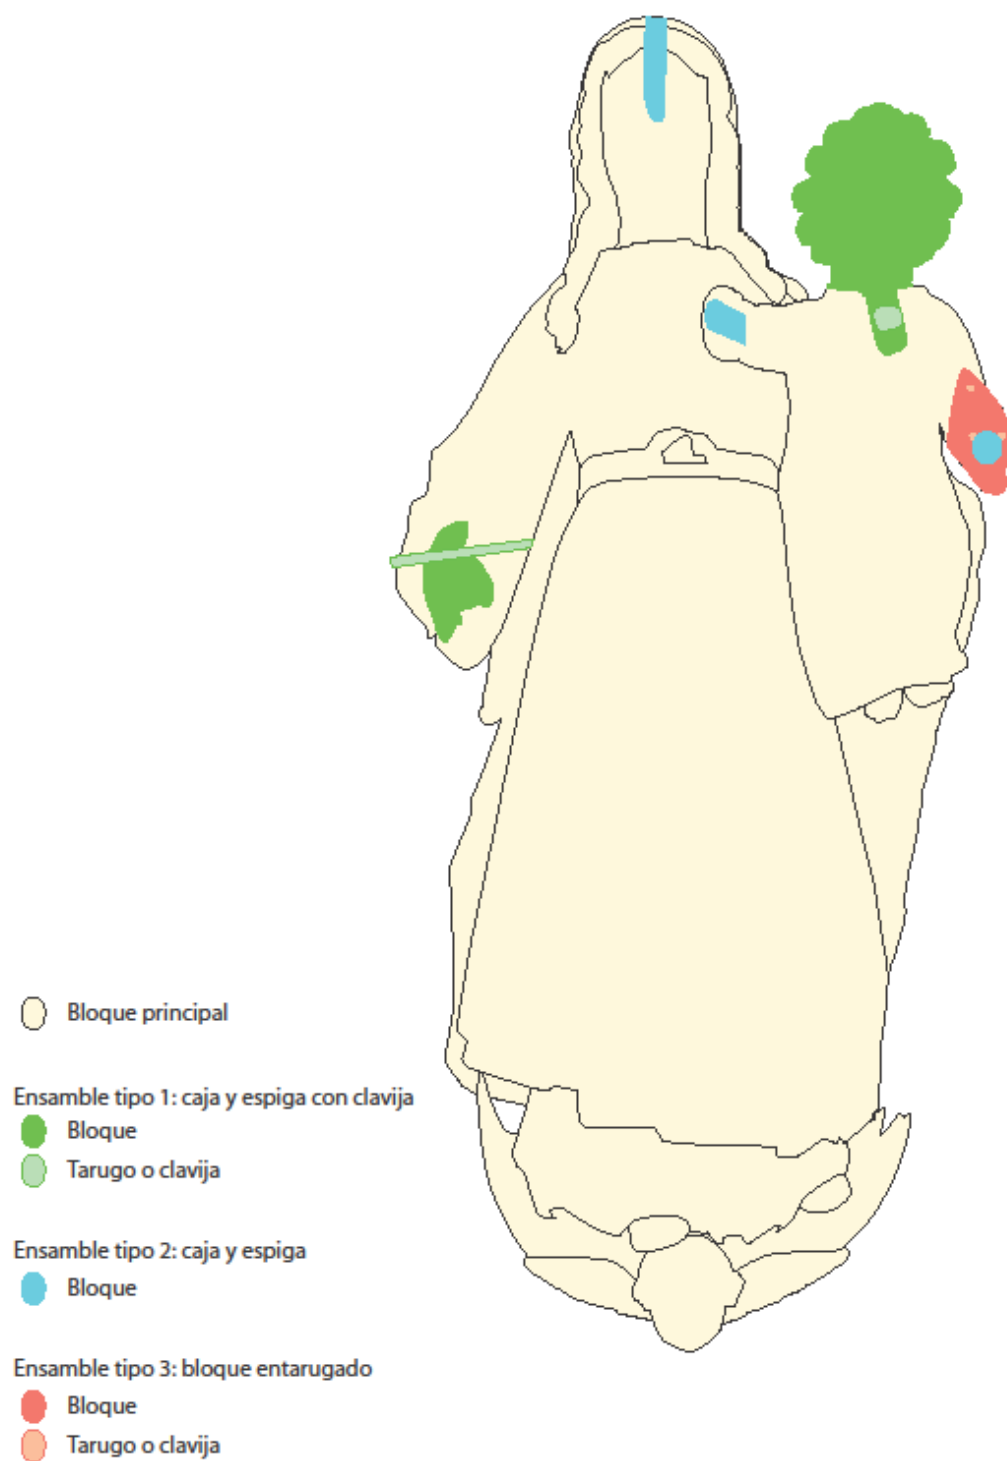 Bloque principal
Ensamble tipo 1: caja y espiga con clavija
Bloque
Tarugo o clavija
Ensamble tipo 2: caja y espiga
Bloque
Ensamble tipo 3: bloque entarugado
Bloque
Tarugo o clavija